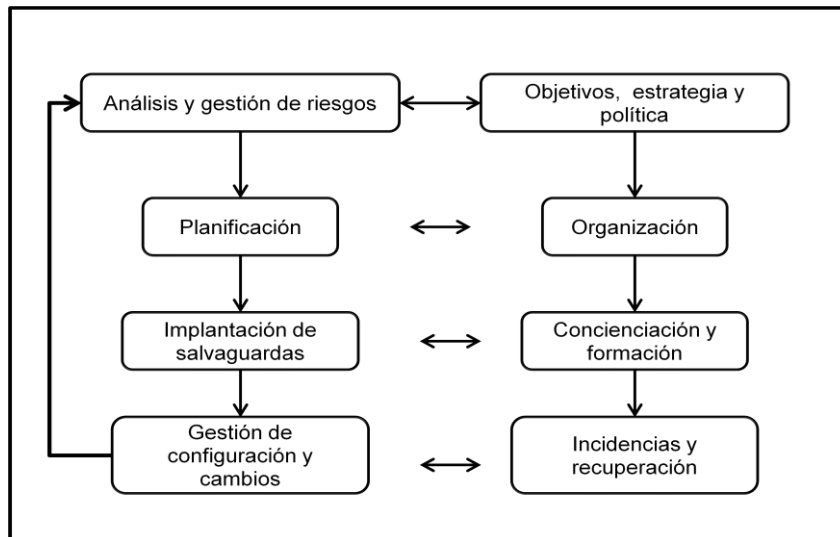 Análisis y gestión de riesgos
Objetivos, estrategia y
política
Planificación
Organización
Implantación de
salvaguardas
Concienciación y
formación
Gestión de
configuración y
cambios
Incidencias y
recuperación